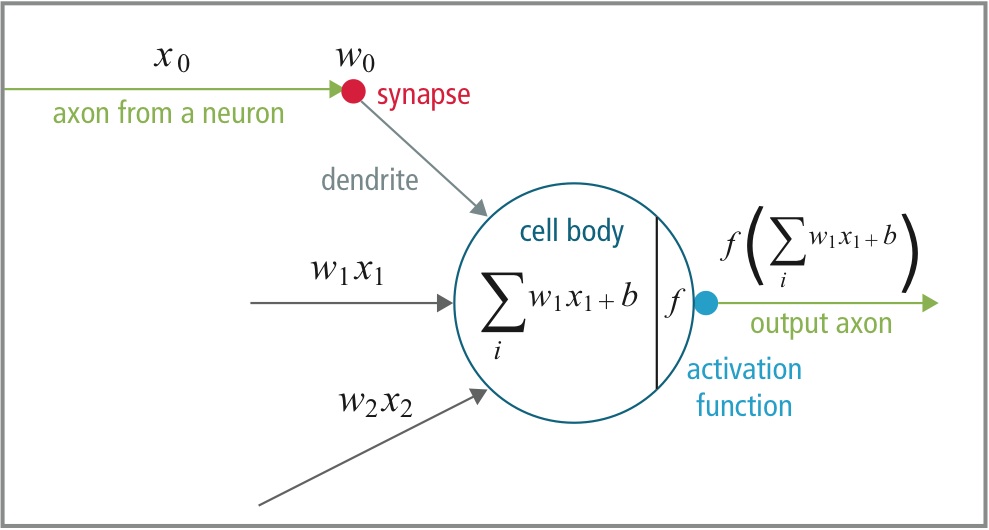 x0
w0
synapse
axon from a neuron
dendrite
w1x1
w2x2
cell body
∑ w1x1 + b
i
f
f(∑ w1x1 + b)
i
output axon
activation
function